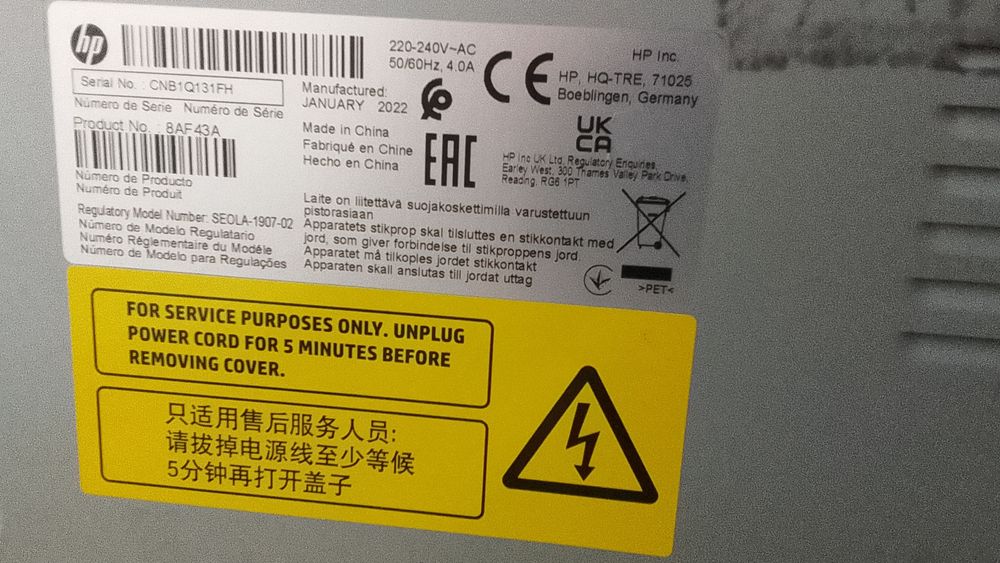 hp
Serial No. : CNB1Q131FH
Número de Serie Numéro de Série
Product No. : 8AF43A
Número de Producto
Numéro de Produit
Regulatory Model Number: SEOLA-1907-02
Número de Modelo Regulatario
Numéro Règlementaire du Modèle
Número de Modelo para Regulações
220-240V~AC
50/60Hz, 4.0A
Manufactured:
JANUARY 2022
Made in China
Fabriqué en Chine
Hecho en China
CE
EAC
HP Inc.
HP, HQ-TRE, 71025
Boeblingen, Germany
UK
CA
HP Inc UK Ltd, Regulatory Enquiries,
Earley West, 300 Thames Valley Park Drive,
Reading, RG6 1PT
Laite on liitettävä suojakoskettimilla varustettuun
pistorasiaan
Apparatets stikprop skal tilsluttes en stikkontakt med
jord, som giver forbindelse til stikproppens jord
Apparatet må tilkoples jordet stikkontakt
Apparaten skall anslutas till jordat uttag
>PET<
FOR SERVICE PURPOSES ONLY. UNPLUG
POWER CORD FOR 5 MINUTES BEFORE
REMOVING COVER.
只适用售后服务人员:
请拔掉电源线至少等候
5分钟再打开盖子